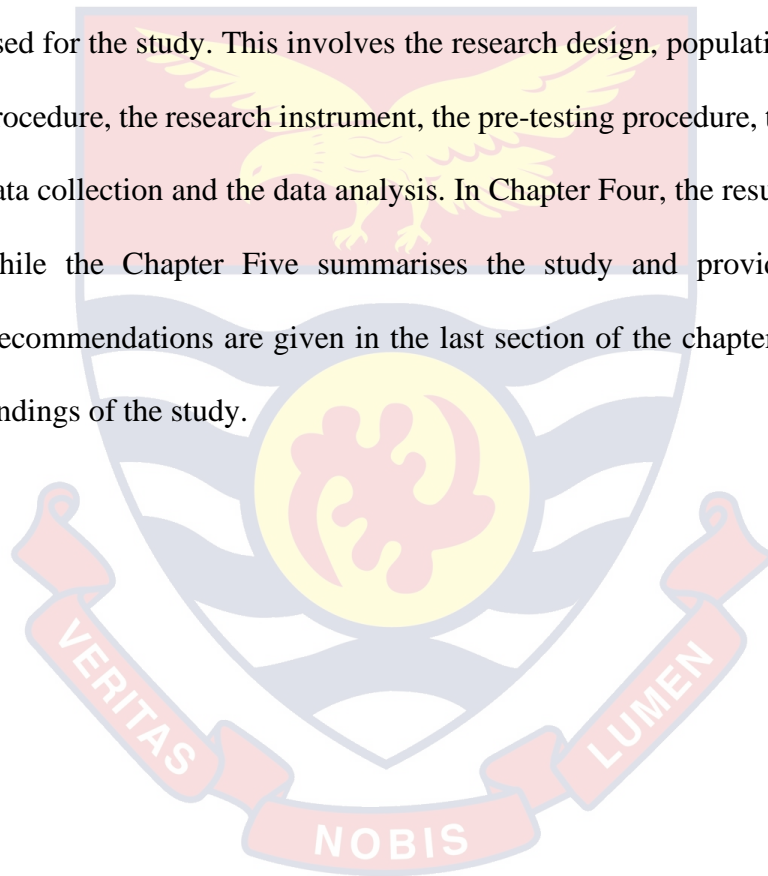 sed for the study. This involves the research design, populati
rocedure, the research instrument, the pre-testing procedure, t
ata collection and the data analysis. In Chapter Four, the resu
hile the Chapter Five summarises the study and provid
ecommendations are given in the last section of the chapter
ndings of the study.
VERITAS
NOBIS
LUMEN